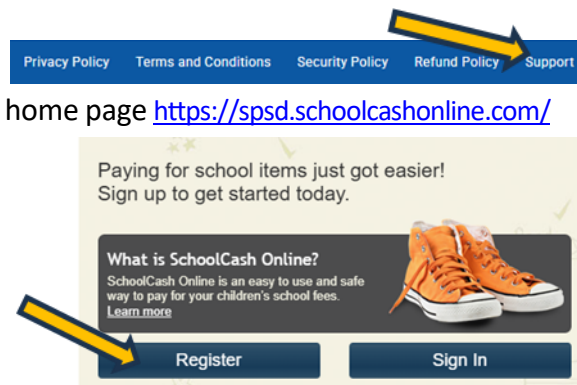 Privacy Policy Terms and Conditions Security Policy Refund Policy Support
home page https://spsd.schoolcashonline.com/
Paying for school items just got easier!
Sign up to get started today.
What is SchoolCash Online?
SchoolCash Online is an easy to use and safe
way to pay for your children's school fees.
Learn more
Register Sign In